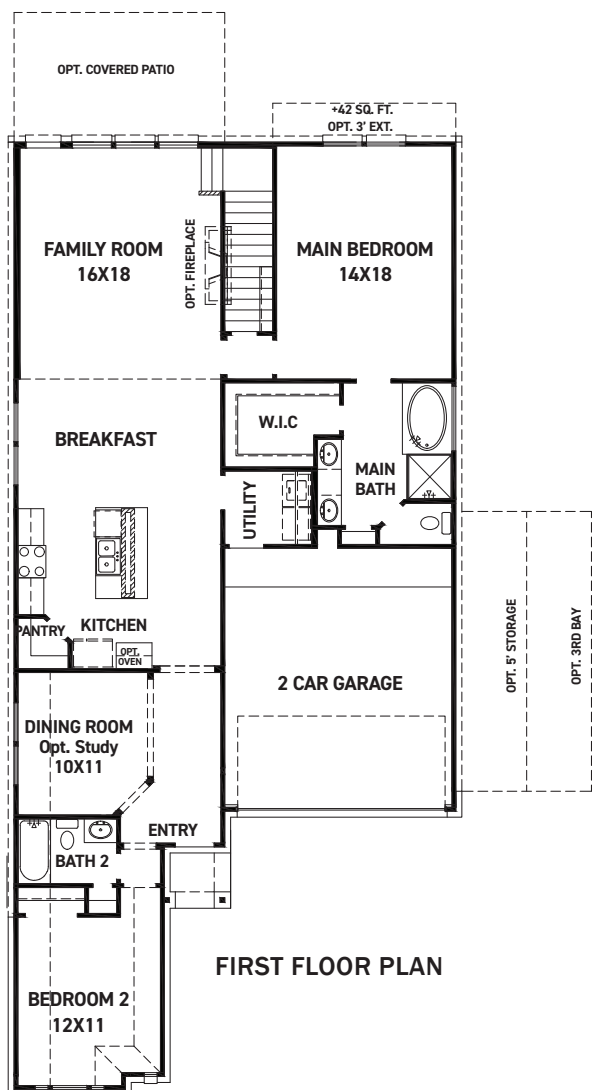 OPT. COVERED PATIO
+42 SQ. FT.
OPT. 3' EXT.
FAMILY ROOM
16X18
OPT. FIREPLACE
MAIN BEDROOM
14X18
W.I.C
BREAKFAST
MAIN
BATH
UTILITY
PANTRY
KITCHEN
OPT.
OVEN
2 CAR GARAGE
OPT. 5' STORAGE
OPT. 3RD BAY
DINING ROOM
Opt. Study
10X11
ENTRY
BATH 2
FIRST FLOOR PLAN
BEDROOM 2
12X11